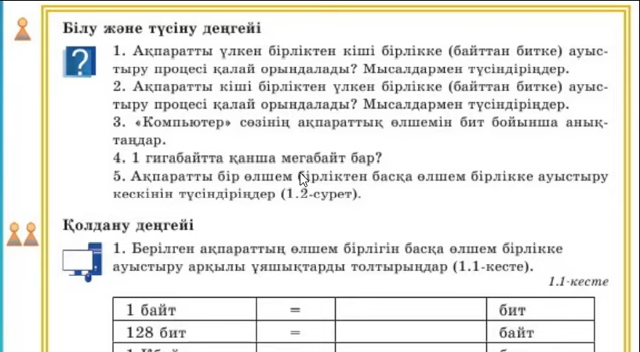 Білу және түсіну деңгейі
1. Ақпаратты үлкен бірліктен кіші бірлікке (байттан битке) ауыс-
тыру процесі қалай орындалады? Мысалдармен түсіндіріңдер.
2. Ақпаратты кіші бірліктен үлкен бірлікке (байттан битке) ауыс-
тыру процесі қалай орындалады? Мысалдармен түсіндіріңдер.
3. «Компьютер» сөзінің ақпараттық өлшемін бит бойынша анық-
таңдар.
4. 1 гигабайтта қанша мегабайт бар?
5. Ақпаратты бір өлшем бірліктен басқа өлшем бірлікке ауыстыру
кескінін түсіндіріңдер (1.2-сурет).
Қолдану деңгейі
1. Берілген ақпараттың өлшем бірлігін басқа өлшем бірлікке
ауыстыру арқылы ұяшықтарды толтырыңдар (1.1-кесте).
1.1-кесте
1 байт = бит
128 бит = байт